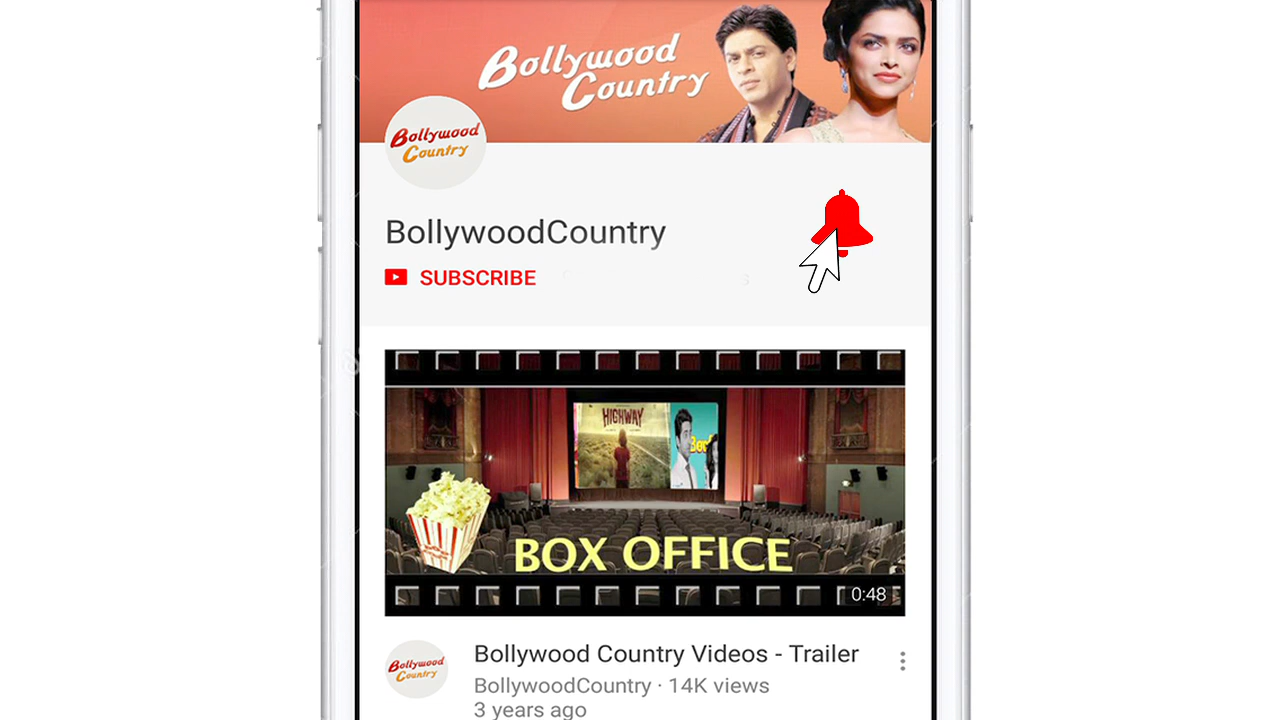 Bollywood
Country
Bollywood
Country
BollywoodCountry
SUBSCRIBE
HIGHWAY
BOX OFFICE
0:48
Bollywood
Country
Bollywood Country Videos - Trailer
BollywoodCountry · 14K views
3 years ago